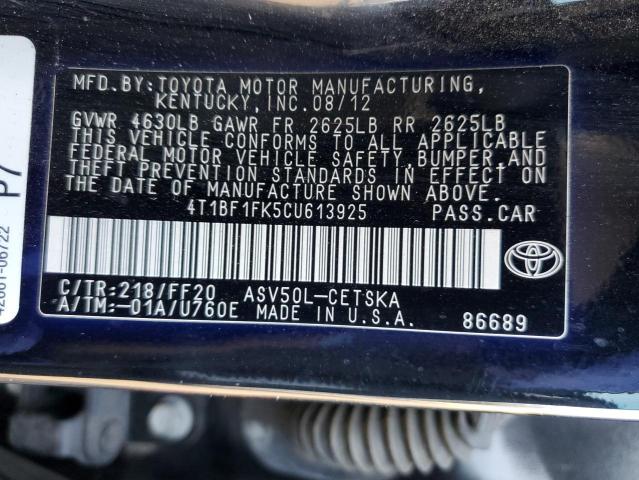 MFD. BY: TOYOTA MOTOR MANUFACTURING,
KENTUCKY, INC. 08/12
GVWR 4630LB GAWR FR 2625LB RR 2625LB
THIS VEHICLE CONFORMS TO ALL APPLICABLE
FEDERAL MOTOR VEHICLE SAFETY, BUMPER, AND
THEFT PREVENTION STANDARDS IN EFFECT ON
THE DATE OF MANUFACTURE SHOWN ABOVE.
4T1BF1FK5CU613925 PASS. CAR
C/TR: 218/FF20 ASV50L-CETSKA
A/TM: -01A/U760E MADE IN U.S.A. 86689
P7